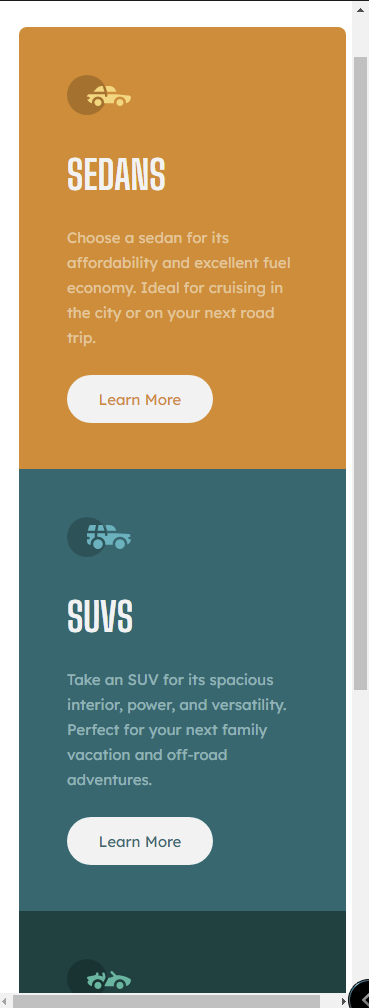 SEDANS
Choose a sedan for its
affordability and excellent fuel
economy. Ideal for cruising in
the city or on your next road
trip.
Learn More
SUVS
Take an SUV for its spacious
interior, power, and versatility.
Perfect for your next family
vacation and off-road
adventures.
Learn More